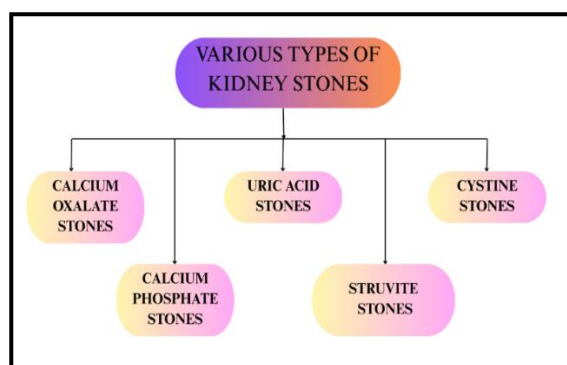 VARIOUS TYPES OF
KIDNEY STONES
CALCIUM
OXALATE
STONES
URIC ACID
STONES
CYSTINE
STONES
CALCIUM
PHOSPHATE
STONES
STRUVITE
STONES